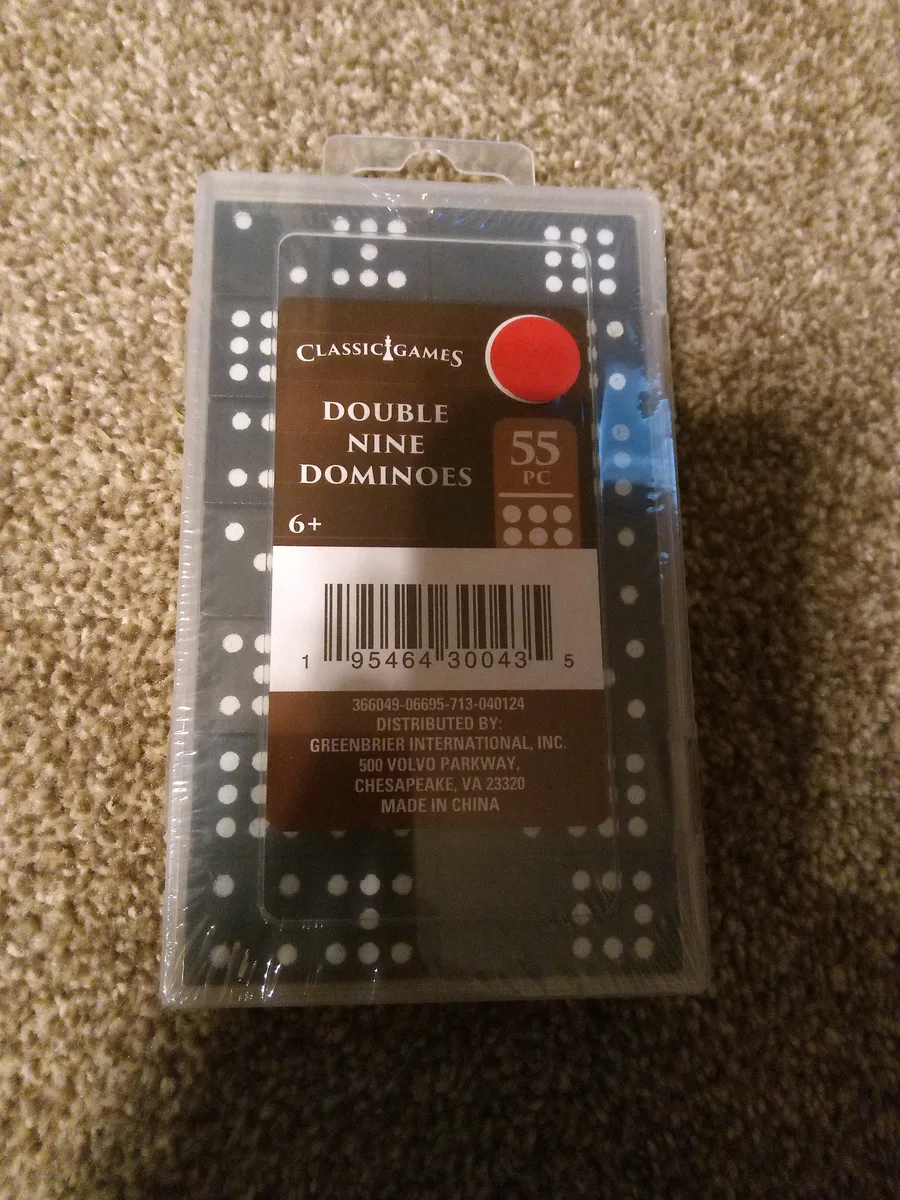 CLASSIC GAMES
DOUBLE
NINE
DOMINOES
55
PC
6+
1 95464 30043 5
366049-06695-713-040124
DISTRIBUTED BY:
GREENBRIER INTERNATIONAL, INC.
500 VOLVO PARKWAY,
CHESAPEAKE, VA 23320
MADE IN CHINA